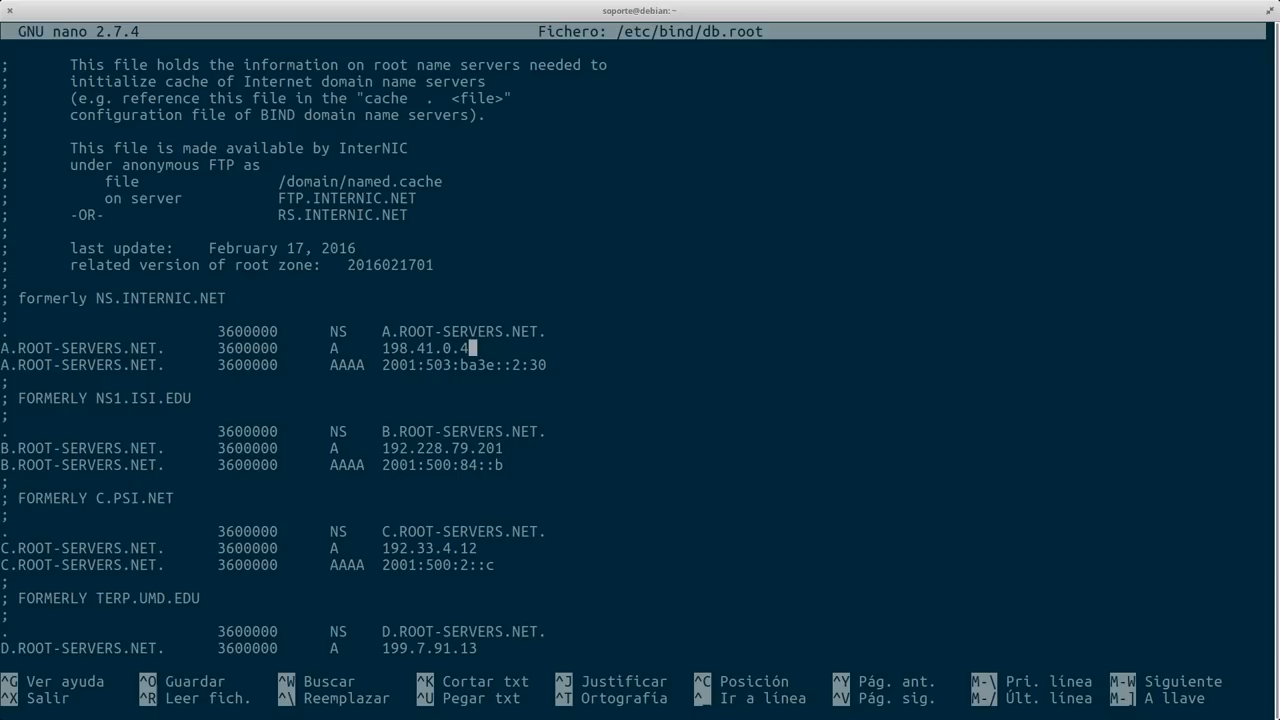 soporte@debian: ~
GNU nano 2.7.4 Fichero: /etc/bind/db.root
; This file holds the information on root name servers needed to
; initialize cache of Internet domain name servers
; (e.g. reference this file in the "cache . <file>"
; configuration file of BIND domain name servers).
;
; This file is made available by InterNIC
; under anonymous FTP as
; file /domain/named.cache
; on server FTP.INTERNIC.NET
; -OR- RS.INTERNIC.NET
;
; last update: February 17, 2016
; related version of root zone: 2016021701
;
; formerly NS.INTERNIC.NET
;
. 3600000 NS A.ROOT-SERVERS.NET.
A.ROOT-SERVERS.NET. 3600000 A 198.41.0.4
A.ROOT-SERVERS.NET. 3600000 AAAA 2001:503:ba3e::2:30
;
; FORMERLY NS1.ISI.EDU
;
. 3600000 NS B.ROOT-SERVERS.NET.
B.ROOT-SERVERS.NET. 3600000 A 192.228.79.201
B.ROOT-SERVERS.NET. 3600000 AAAA 2001:500:84::b
;
; FORMERLY C.PSI.NET
;
. 3600000 NS C.ROOT-SERVERS.NET.
C.ROOT-SERVERS.NET. 3600000 A 192.33.4.12
C.ROOT-SERVERS.NET. 3600000 AAAA 2001:500:2::c
;
; FORMERLY TERP.UMD.EDU
;
. 3600000 NS D.ROOT-SERVERS.NET.
D.ROOT-SERVERS.NET. 3600000 A 199.7.91.13
^G Ver ayuda ^O Guardar ^W Buscar ^K Cortar txt ^J Justificar ^C Posición ^Y Pág. ant. M-\ Pri. línea M-W Siguiente
^X Salir ^R Leer fich. ^\ Reemplazar ^U Pegar txt ^T Ortografía ^_ Ir a línea ^V Pág. sig. M-/ Últ. línea M-] A llave